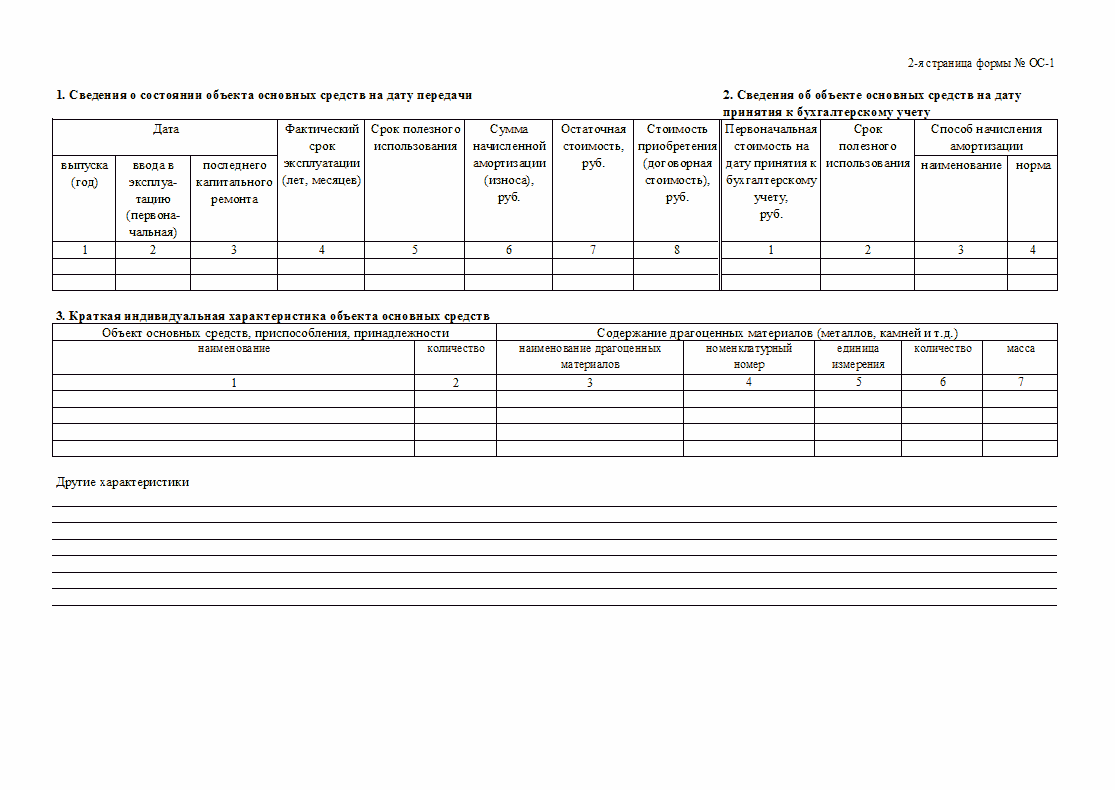 2-я страница формы № ОС-1
1. Сведения о состоянии объекта основных средств на дату передачи
2. Сведения об объекте основных средств на дату
принятия к бухгалтерскому учету
Дата
выпуска
(год)
ввода в
эксплуа-
тацию
(первона-
чальная)
последнего
капитального
ремонта
Фактический
срок
эксплуатации
(лет, месяцев)
Срок полезного
использования
Сумма
начисленной
амортизации
(износа),
руб.
Остаточная
стоимость,
руб.
Стоимость
приобретения
(договорная
стоимость),
руб.
Первоначальная
стоимость на
дату принятия к
бухгалтерскому
учету,
руб.
Срок
полезного
использования
Способ начисления
амортизации
наименование
норма
1 2 3 4 5 6 7 8 1 2 3 4
3. Краткая индивидуальная характеристика объекта основных средств
Объект основных средств, приспособления, принадлежности
Содержание драгоценных материалов (металлов, камней и т.д.)
наименование
количество
наименование драгоценных
материалов
номенклатурный
номер
единица
измерения
количество
масса
1 2 3 4 5 6 7
Другие характеристики